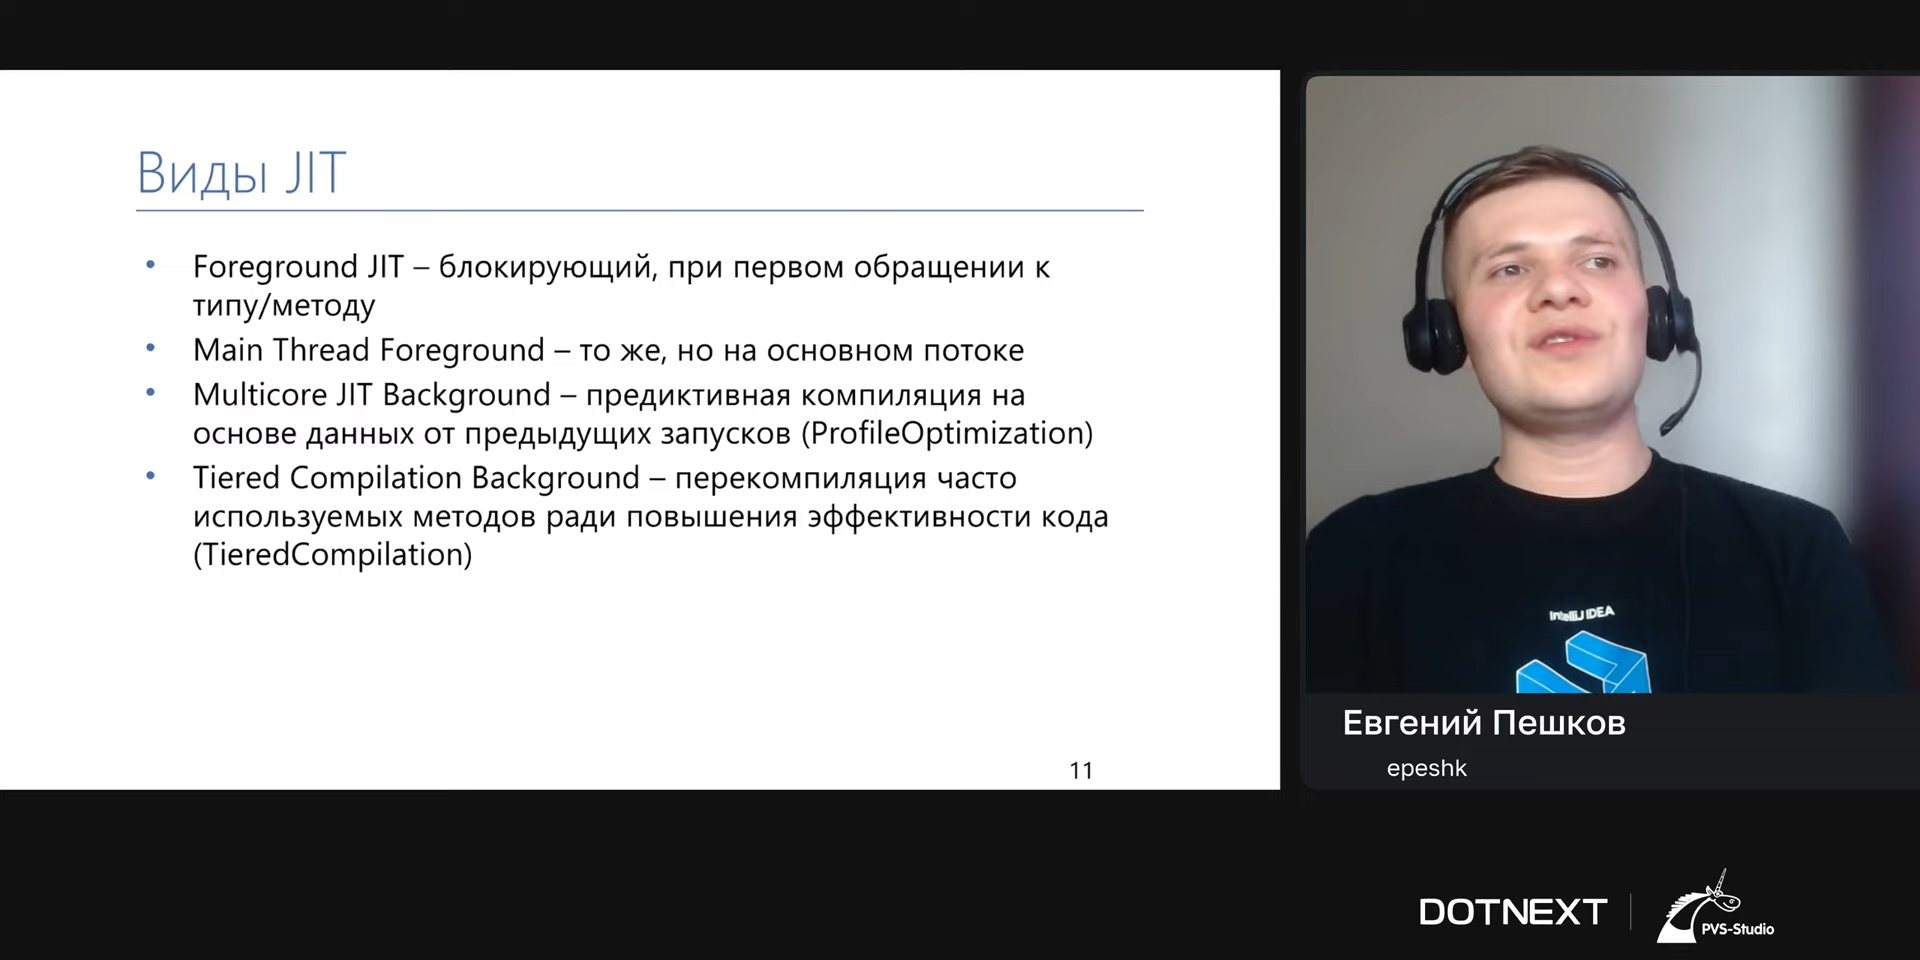 Виды JIT
• Foreground JIT – блокирующий, при первом обращении к
типу/методу
• Main Thread Foreground – то же, но на основном потоке
• Multicore JIT Background – предиктивная компиляция на
основе данных от предыдущих запусков (ProfileOptimization)
• Tiered Compilation Background – перекомпиляция часто
используемых методов ради повышения эффективности кода
(TieredCompilation)
11
IntelliJ IDEA
Евгений Пешков
epeshk
DOTNEXT
PVS-Studio